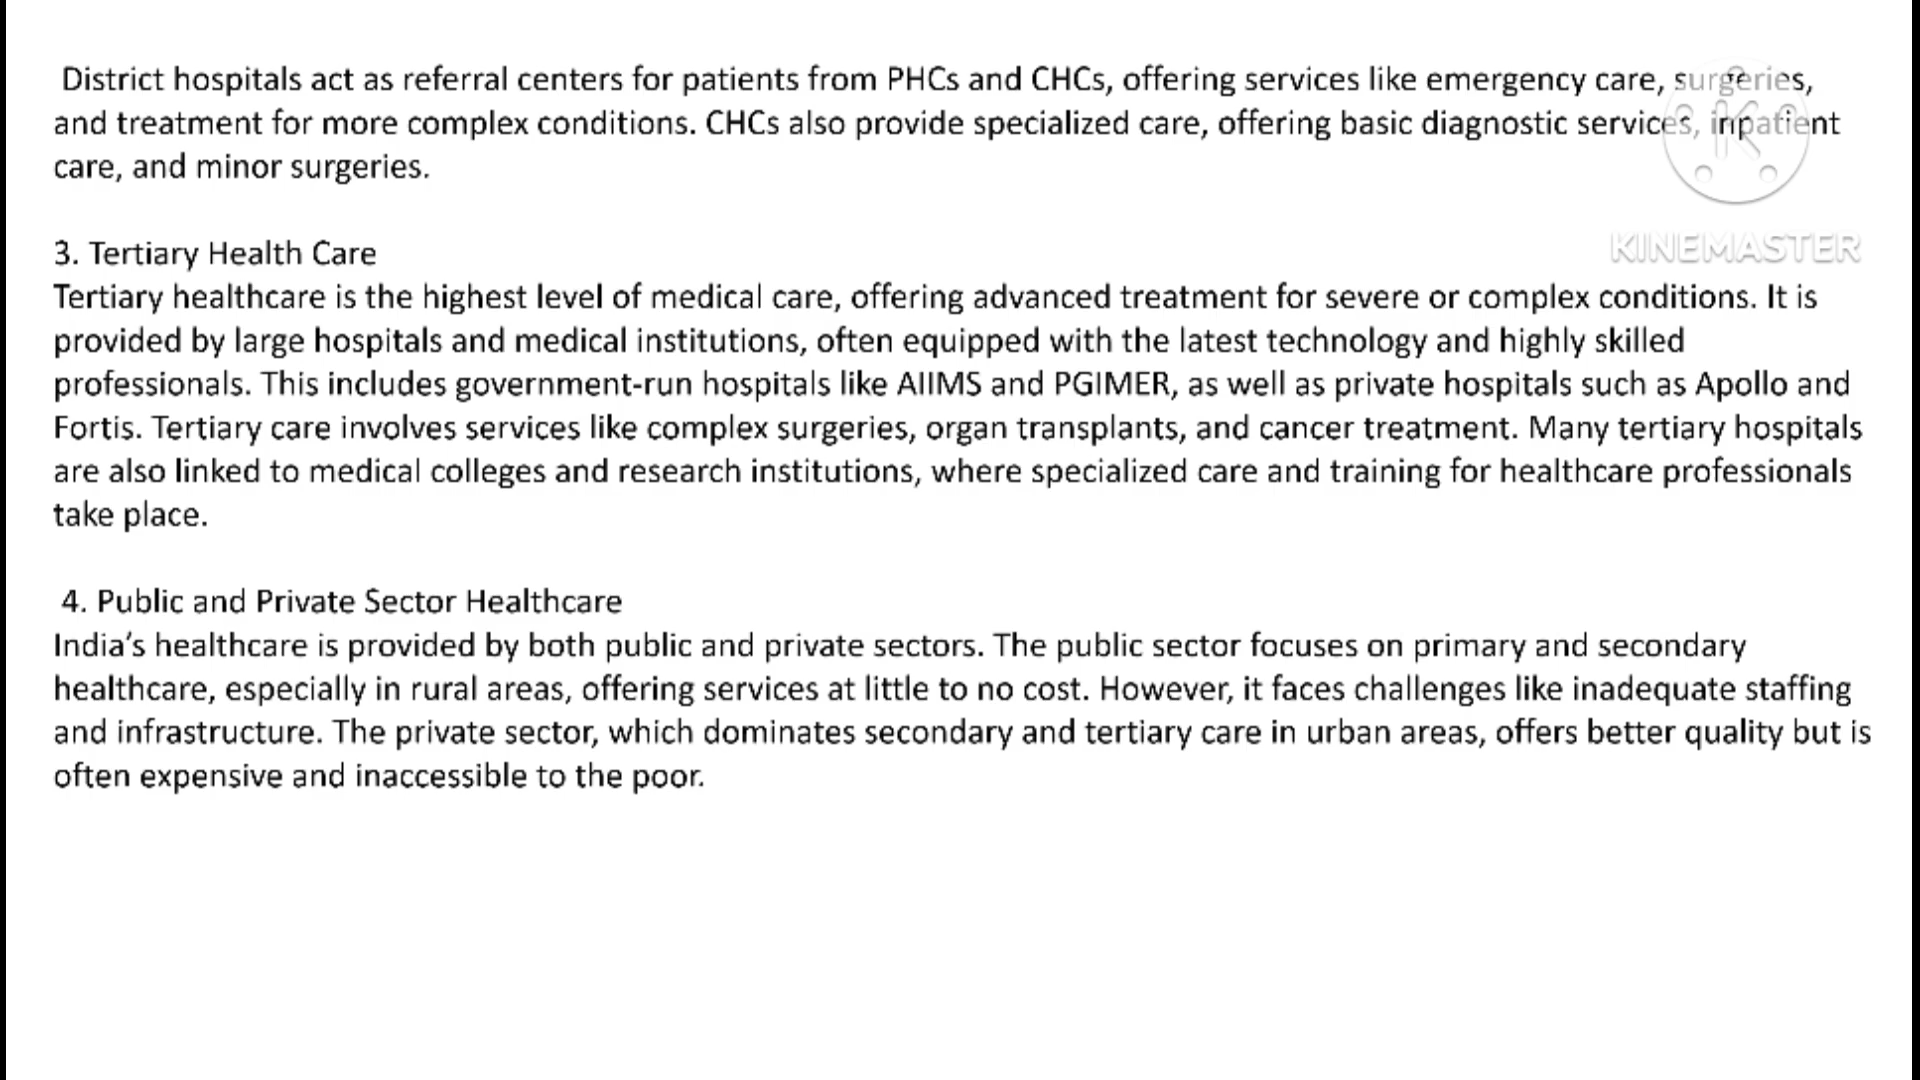 District hospitals act as referral centers for patients from PHCs and CHCs, offering services like emergency care, surgeries,
and treatment for more complex conditions. CHCs also provide specialized care, offering basic diagnostic services, inpatient
care, and minor surgeries.
KINEMASTER
3. Tertiary Health Care
Tertiary healthcare is the highest level of medical care, offering advanced treatment for severe or complex conditions. It is
provided by large hospitals and medical institutions, often equipped with the latest technology and highly skilled
professionals. This includes government-run hospitals like AIIMS and PGIMER, as well as private hospitals such as Apollo and
Fortis. Tertiary care involves services like complex surgeries, organ transplants, and cancer treatment. Many tertiary hospitals
are also linked to medical colleges and research institutions, where specialized care and training for healthcare professionals
take place.
4. Public and Private Sector Healthcare
India’s healthcare is provided by both public and private sectors. The public sector focuses on primary and secondary
healthcare, especially in rural areas, offering services at little to no cost. However, it faces challenges like inadequate staffing
and infrastructure. The private sector, which dominates secondary and tertiary care in urban areas, offers better quality but is
often expensive and inaccessible to the poor.